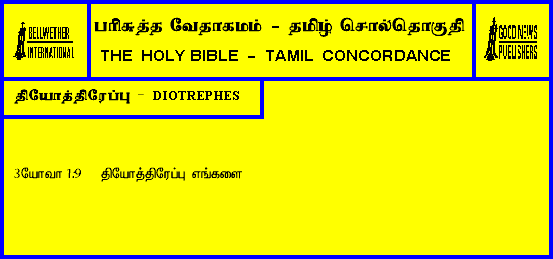 BELLWETHER
INTERNATIONAL
பரிசுத்த வேதாகமம் - தமிழ் சொல்தொகுதி
THE HOLY BIBLE - TAMIL CONCORDANCE
GOOD NEWS
PUBLISHERS
தியோத்திரேப்பு - DIOTREPHES
3யோவா 1:9 தியோத்திரேப்பு எங்களை